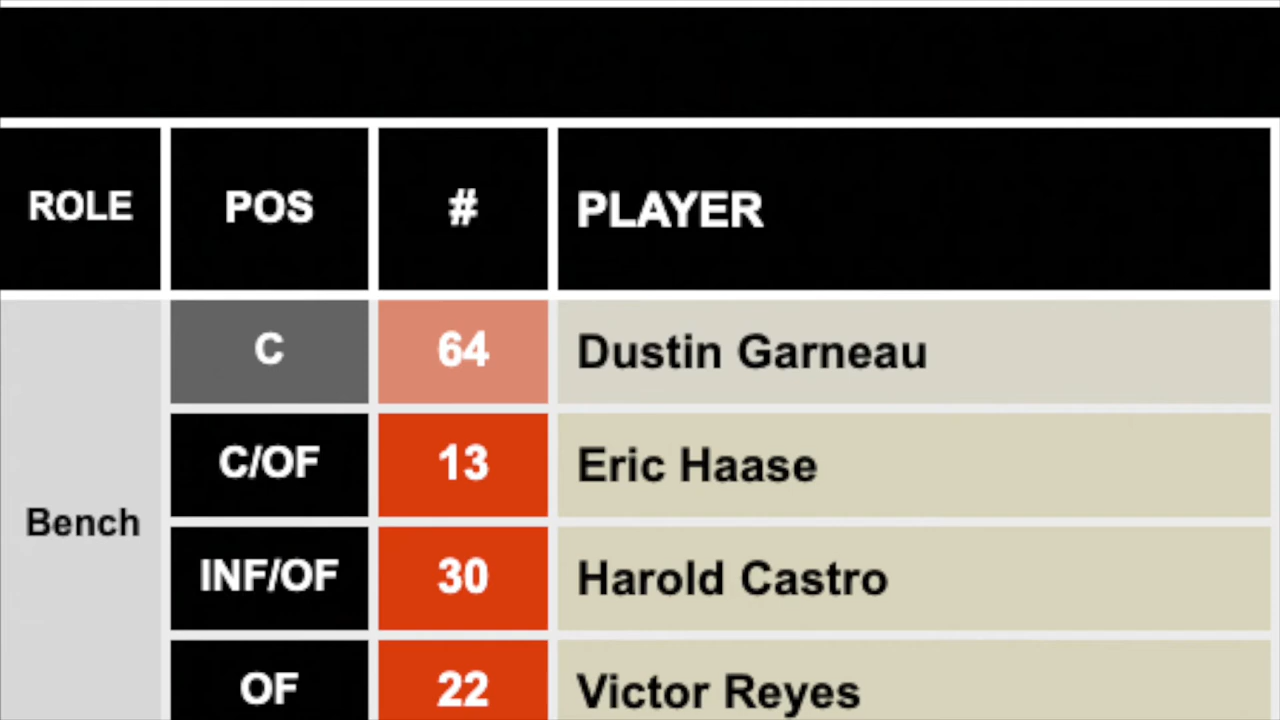 ROLE POS # PLAYER
C 64 Dustin Garneau
C/OF 13 Eric Haase
Bench
INF/OF 30 Harold Castro
OF 22 Victor Reyes